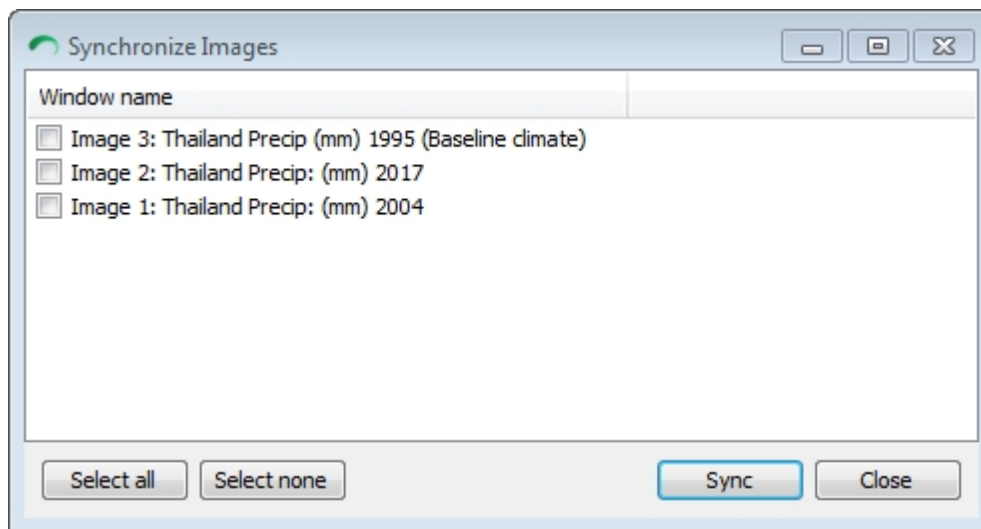 Synchronize Images
Window name
Image 3: Thailand Precip (mm) 1995 (Baseline climate)
Image 2: Thailand Precip: (mm) 2017
Image 1: Thailand Precip: (mm) 2004
Select all Select none Sync Close